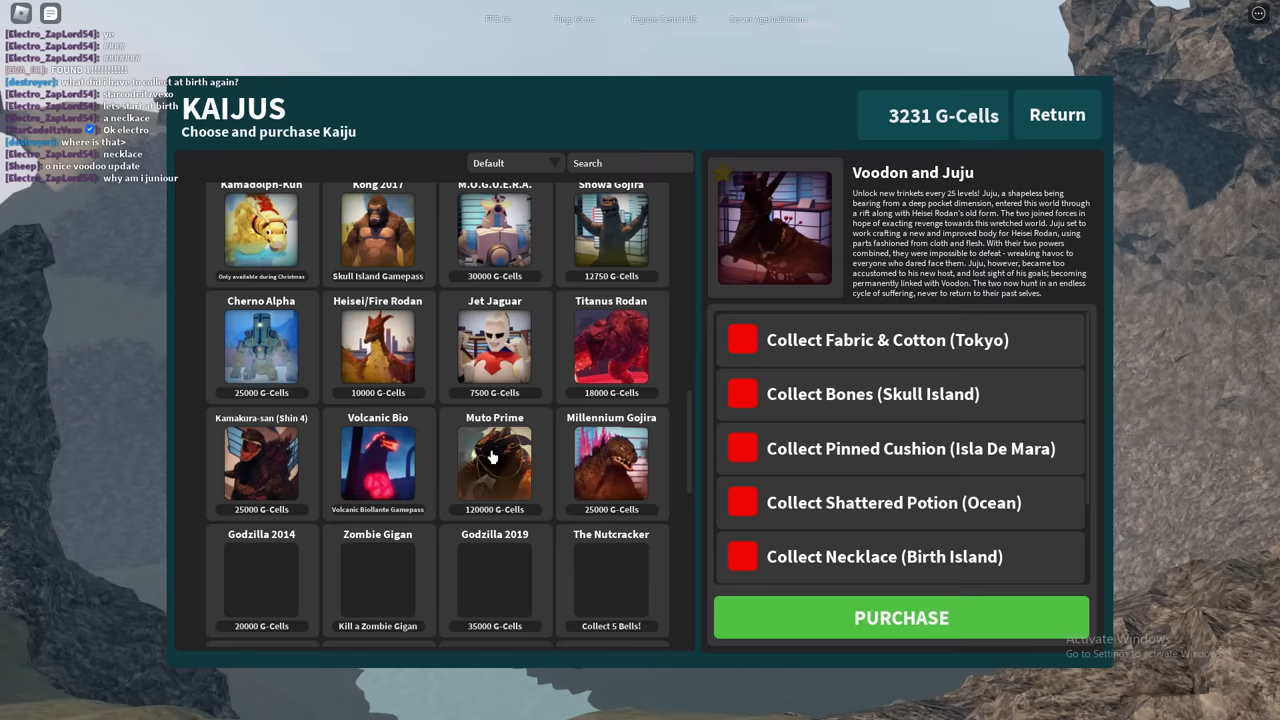 FPS: 60
Region: Central US
[Electro_ZapLord54]: ye
[Electro_ZapLord54]: ####
[Electro_ZapLord54]: #######
FOUND 1!!!!!!!!!!!
[destroyer]: what did i have to collect at birth again?
[Electro_ZapLord54]: starcodeitzvexo
[Electro_ZapLord54]: lets start at birth
[Electro_ZapLord54]: a neclkace
[StarCodeItzVexo]: Ok electro
[destroyer]: where is that>
[Electro_ZapLord54]: necklace
[Sheep]: o nice voodoo update
[Electro_ZapLord54]: why am i juniour
KAIJUS
Choose and purchase Kaiju
3231 G-Cells
Return
Default
Search
Kamadolph-Kun
Kong 2017
M.O.G.U.E.R.A.
Showa Gojira
Only available during Christmas
Skull Island Gamepass
30000 G-Cells
12750 G-Cells
Cherno Alpha
Heisei/Fire Rodan
Jet Jaguar
Titanus Rodan
25000 G-Cells
10000 G-Cells
7500 G-Cells
18000 G-Cells
Kamakura-san (Shin 4)
Volcanic Bio
Muto Prime
Millennium Gojira
25000 G-Cells
Volcanic Biollante Gamepass
120000 G-Cells
25000 G-Cells
Godzilla 2014
Zombie Gigan
Godzilla 2019
The Nutcracker
20000 G-Cells
Kill a Zombie Gigan
35000 G-Cells
Collect 5 Bells!
Voodon and Juju
Unlock new trinkets every 25 levels! Juju, a shapeless being
bearing from a deep pocket dimension, entered this world through
a rift along with Heisei Rodan's old form. The two joined forces in
hope of exacting revenge towards this wretched world. Juju set to
work crafting a new and improved body for Heisei Rodan, using
parts fashioned from cloth and flesh. With their two powers
combined, they were impossible to defeat - wreaking havoc to
everyone who dared face them. Juju, however, became too
accustomed to his new host, and lost sight of his goals; becoming
permanently linked with Voodon. The two now hunt in an endless
cycle of suffering, never to return to their past selves.
Collect Fabric & Cotton (Tokyo)
Collect Bones (Skull Island)
Collect Pinned Cushion (Isla De Mara)
Collect Shattered Potion (Ocean)
Collect Necklace (Birth Island)
PURCHASE
Activate Windows
Go to Settings to activate Windows.